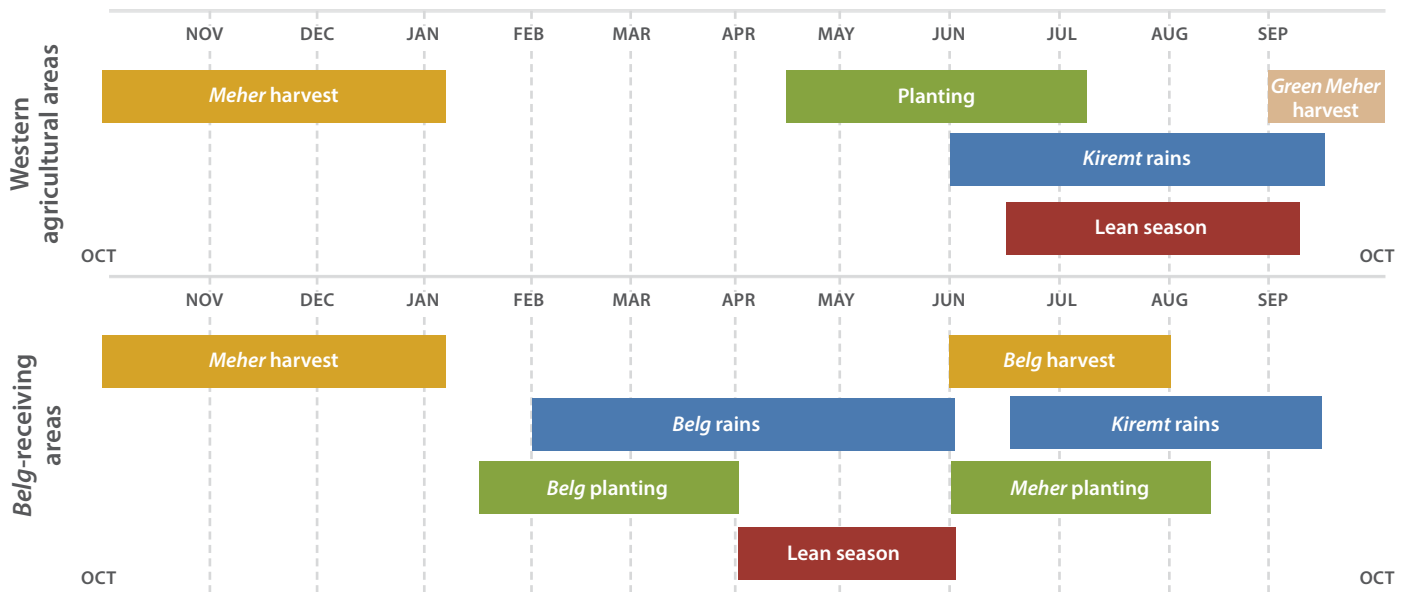 NOV DEC JAN FEB MAR APR MAY JUN JUL AUG SEP
Western
agricultural areas
Meher harvest
Planting
Green Meher
harvest
Kiremt rains
Lean season
OCT OCT
NOV DEC JAN FEB MAR APR MAY JUN JUL AUG SEP
Belg-receiving
areas
Meher harvest
Belg harvest
Belg rains
Kiremt rains
Belg planting
Meher planting
Lean season
OCT OCT